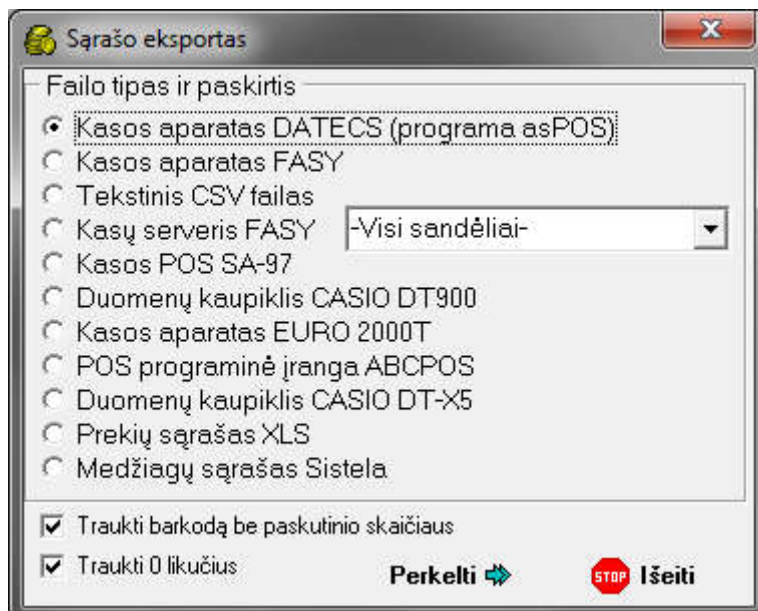 Sąrašo eksportas
Failo tipas ir paskirtis
Kasos aparatas DATECS (programa asPOS)
Kasos aparatas FASY
Tekstinis CSV failas
Kasų serveris FASY -Visi sandėliai-
Kasos POS SA-97
Duomenų kaupiklis CASIO DT900
Kasos aparatas EURO 2000T
POS programinė įranga ABCPOS
Duomenų kaupiklis CASIO DT-X5
Prekių sąrašas XLS
Medžiagų sąrašas Sistela
Traukti barkodą be paskutinio skaičiaus
Traukti 0 likučius
Perkelti STOP Išeiti